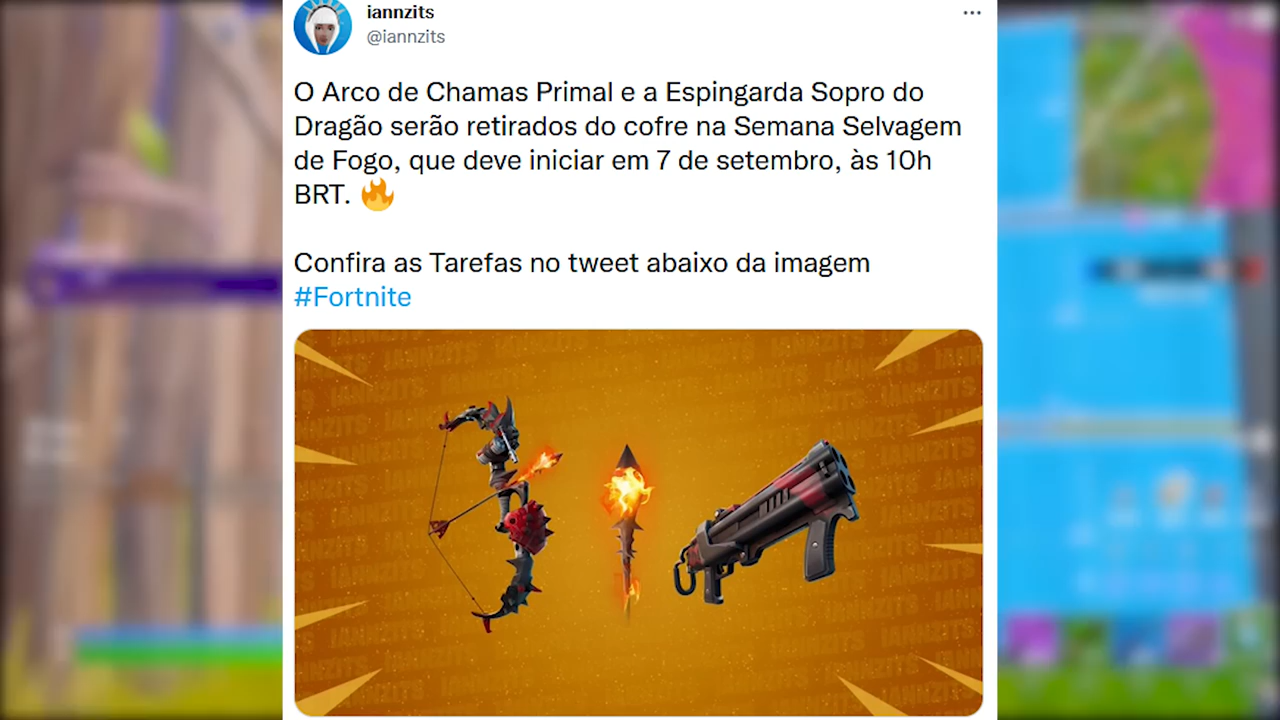 iannzits
@iannzits
O Arco de Chamas Primal e a Espingarda Sopro do
Dragão serão retirados do cofre na Semana Selvagem
de Fogo, que deve iniciar em 7 de setembro, às 10h
BRT. 🔥
Confira as Tarefas no tweet abaixo da imagem
#Fortnite
IANNZITS